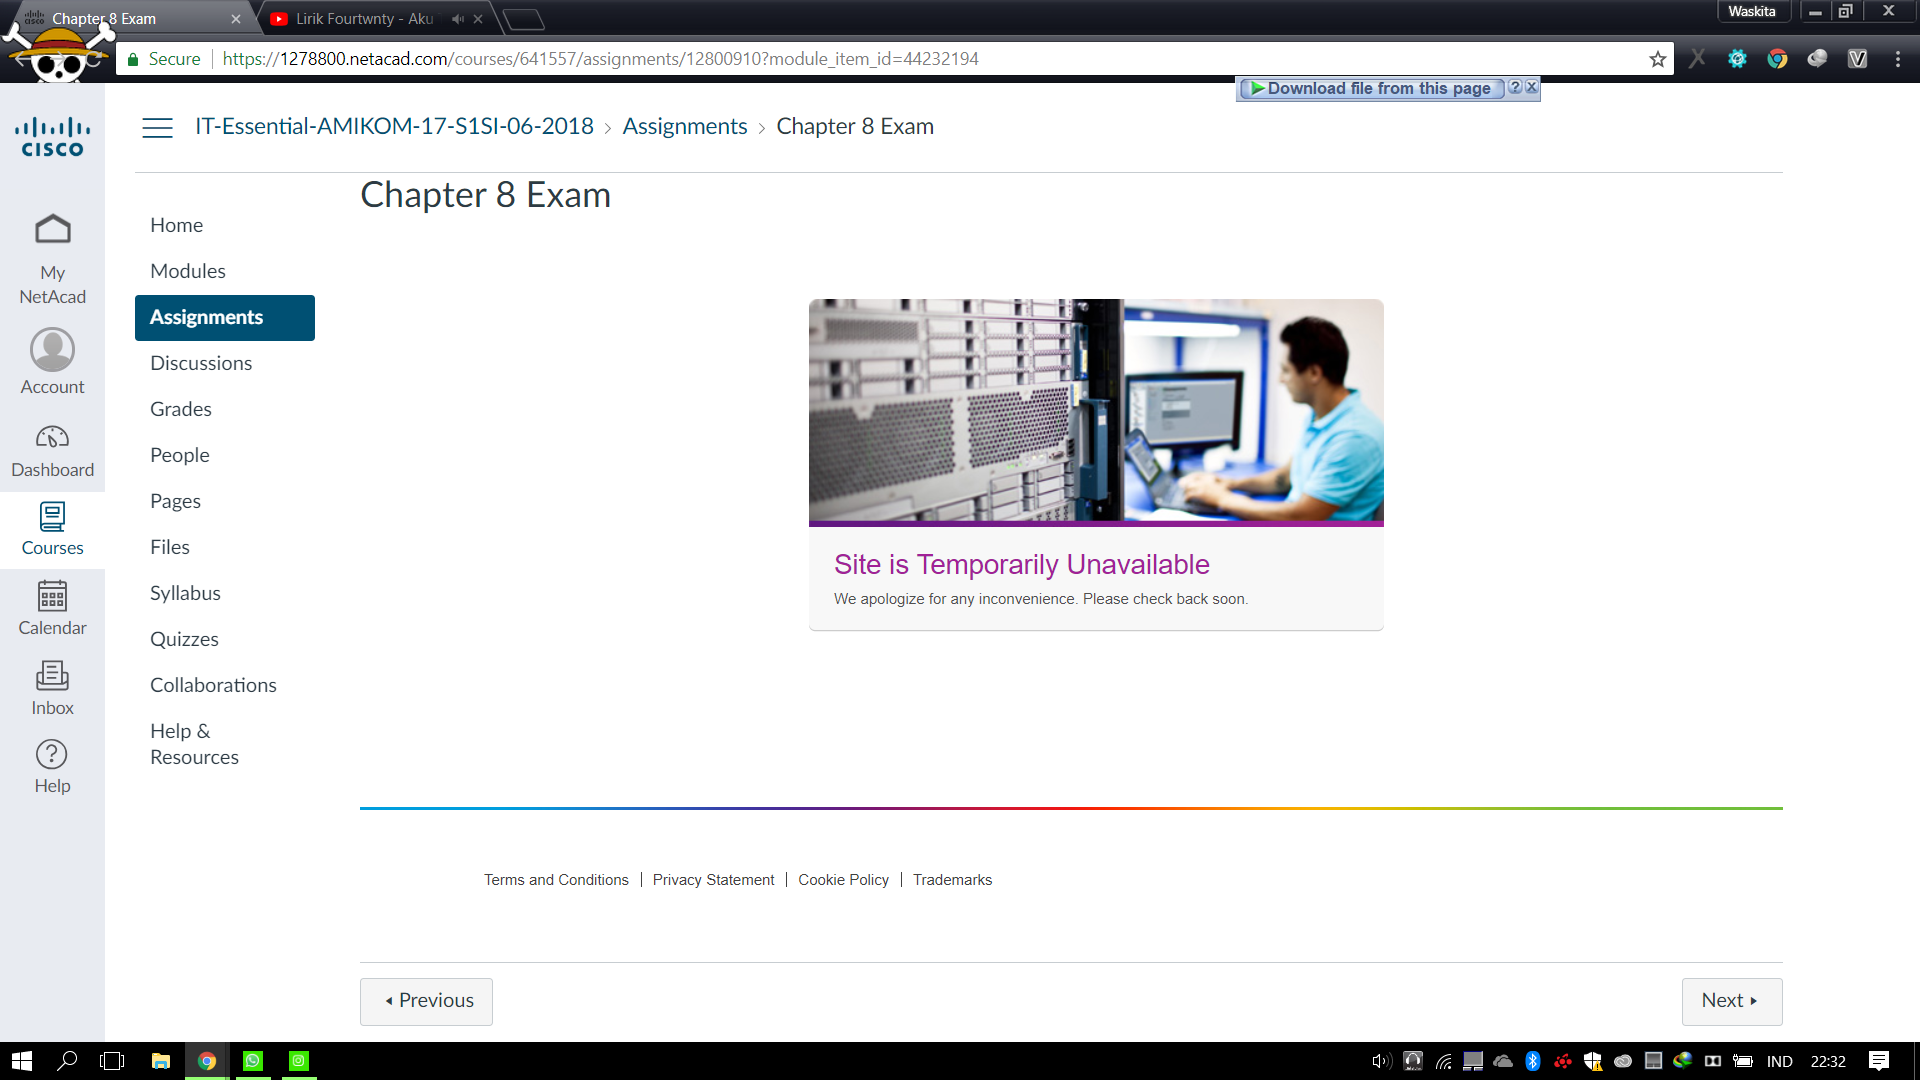 Chapter 8 Exam
Lirik Fourtwnty - Aku
Waskita
Secure
https://1278800.netacad.com/courses/641557/assignments/12800910?module_item_id=44232194
Download file from this page
CISCO
IT-Essential-AMIKOM-17-S1SI-06-2018 > Assignments > Chapter 8 Exam
Chapter 8 Exam
My NetAcad
Account
Dashboard
Courses
Calendar
Inbox
Help
Home
Modules
Assignments
Discussions
Grades
People
Pages
Files
Syllabus
Quizzes
Collaborations
Help &
Resources
Site is Temporarily Unavailable
We apologize for any inconvenience. Please check back soon.
Terms and Conditions | Privacy Statement | Cookie Policy | Trademarks
Previous
Next
IND
22:32